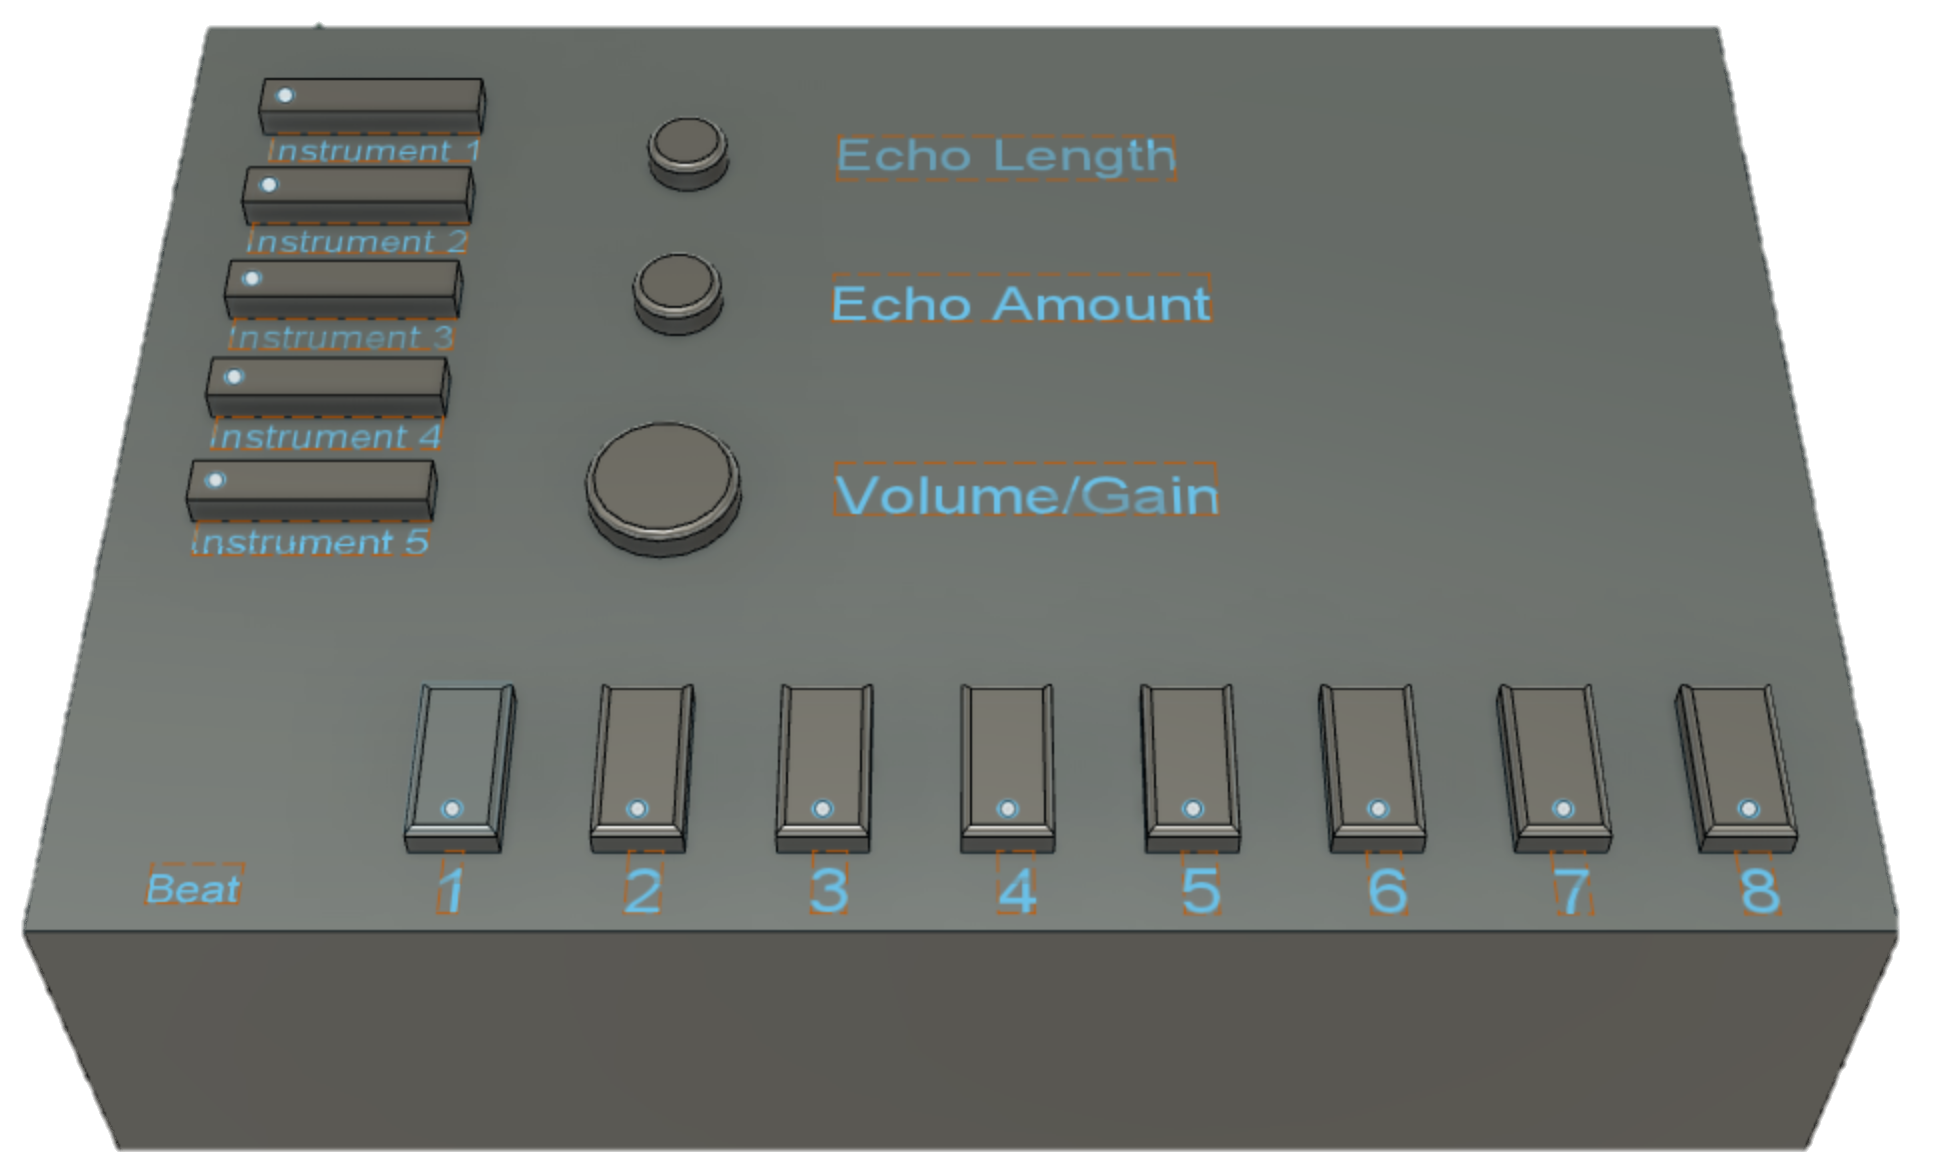 Instrument 1
Instrument 2
Instrument 3
Instrument 4
Instrument 5
Echo Length
Echo Amount
Volume/Gain
Beat 1 2 3 4 5 6 7 8